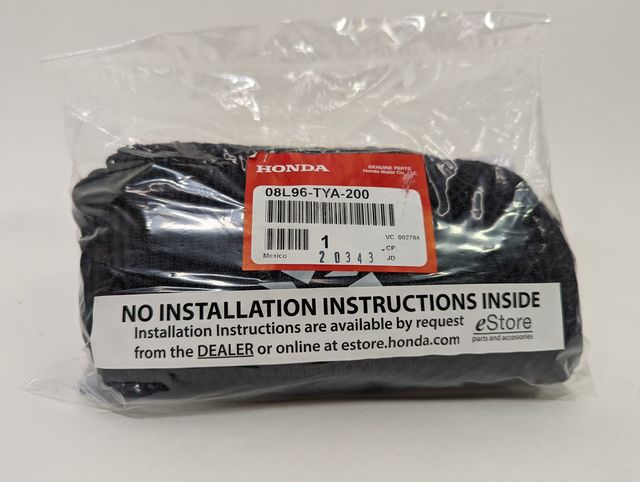 HONDA
GENUINE PARTS
Honda Motor Co., Ltd.
08L96-TYA-200
1
VC 002784
CP
Mexico
20343
JD
NO INSTALLATION INSTRUCTIONS INSIDE
Installation Instructions are available by request
from the DEALER or online at estore.honda.com
eStore
parts and accessories